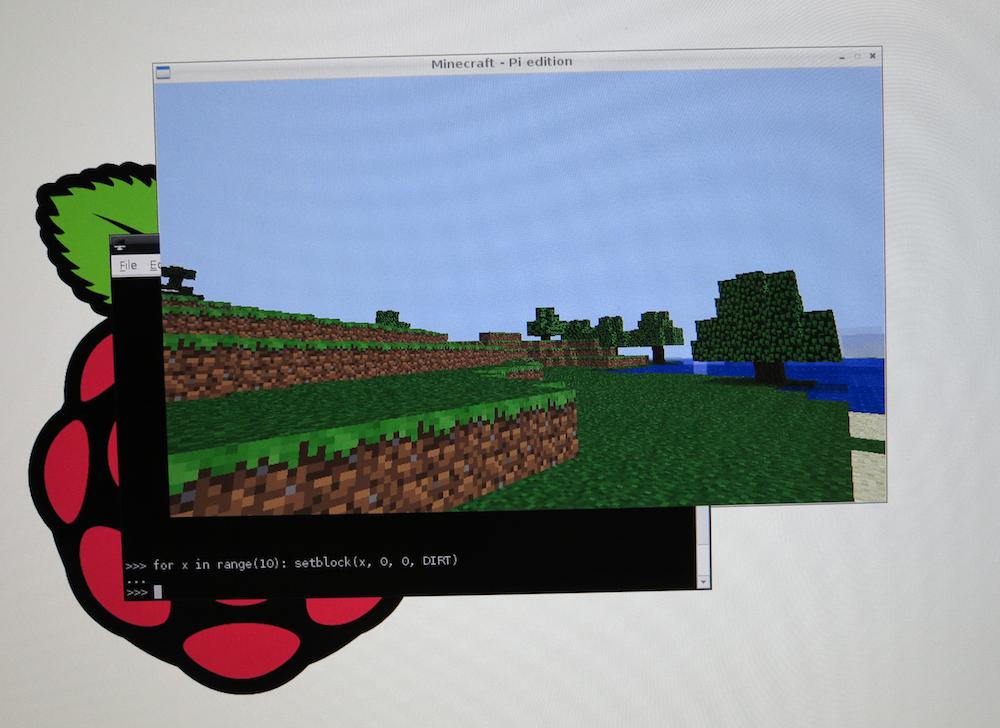 Minecraft - Pi edition
File
>>> for x in range(10): setblock(x, 0, 0, DIRT)
...
>>>